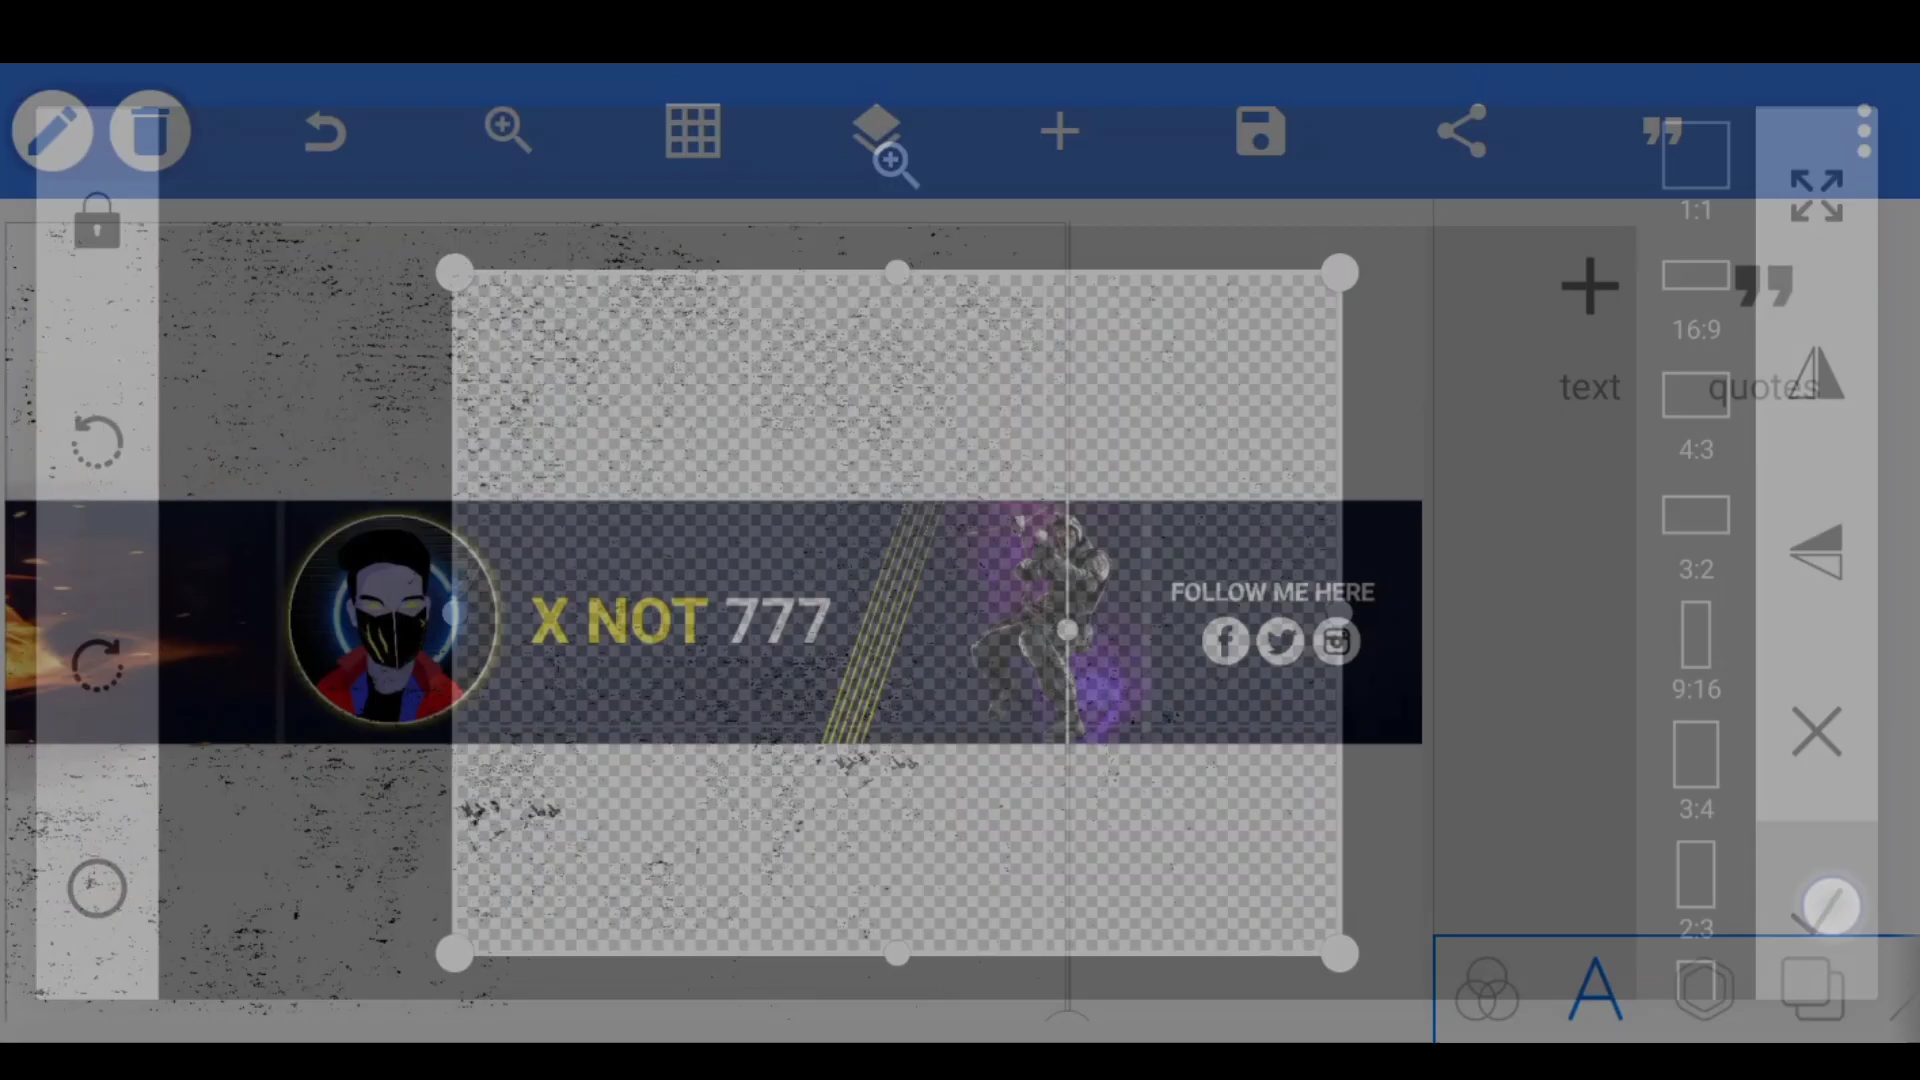 1:1
16:9
text
quotes
4:3
3:2
FOLLOW ME HERE
X NOT 777
9:16
3:4
2:3
A